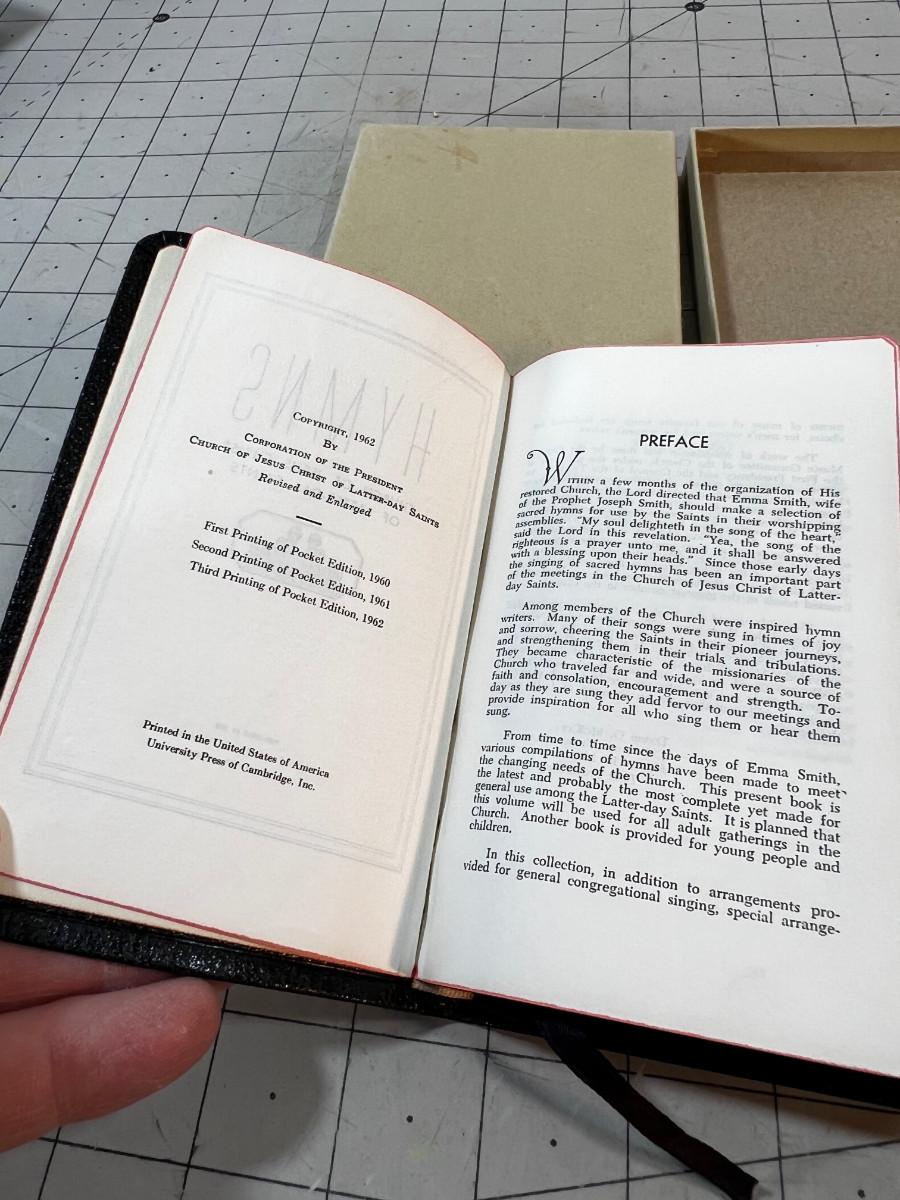 COPYRIGHT, 1962
BY
CORPORATION OF THE PRESIDENT
CHURCH OF JESUS CHRIST OF LATTER-DAY SAINTS
Revised and Enlarged
First Printing of Pocket Edition, 1960
Second Printing of Pocket Edition, 1961
Third Printing of Pocket Edition, 1962
Printed in the United States of America
University Press of Cambridge, Inc.
PREFACE
WITHIN a few months of the organization of His
restored Church, the Lord directed that Emma Smith, wife
of the Prophet Joseph Smith, should make a selection of
sacred hymns for use by the Saints in their worshipping
assemblies. “My soul delighteth in the song of the heart,”
said the Lord in this revelation. “Yea, the song of the
righteous is a prayer unto me, and it shall be answered
with a blessing upon their heads.” Since those early days
the singing of sacred hymns has been an important part
of the meetings in the Church of Jesus Christ of Latter-
day Saints.
Among members of the Church were inspired hymn
writers. Many of their songs were sung in times of joy
and sorrow, cheering the Saints in their pioneer journeys,
and strengthening them in their trials and tribulations.
They became characteristic of the missionaries of the
Church who traveled far and wide, and were a source of
faith and consolation, encouragement and strength. To-
day as they are sung they add fervor to our meetings and
provide inspiration for all who sing them or hear them
sung.
From time to time since the days of Emma Smith,
various compilations of hymns have been made to meet
the changing needs of the Church. This present book is
the latest and probably the most complete yet made for
general use among the Latter-day Saints. It is planned that
this volume will be used for all adult gatherings in the
Church. Another book is provided for young people and
children.
In this collection, in addition to arrangements pro-
vided for general congregational singing, special arrange-
HYMNS